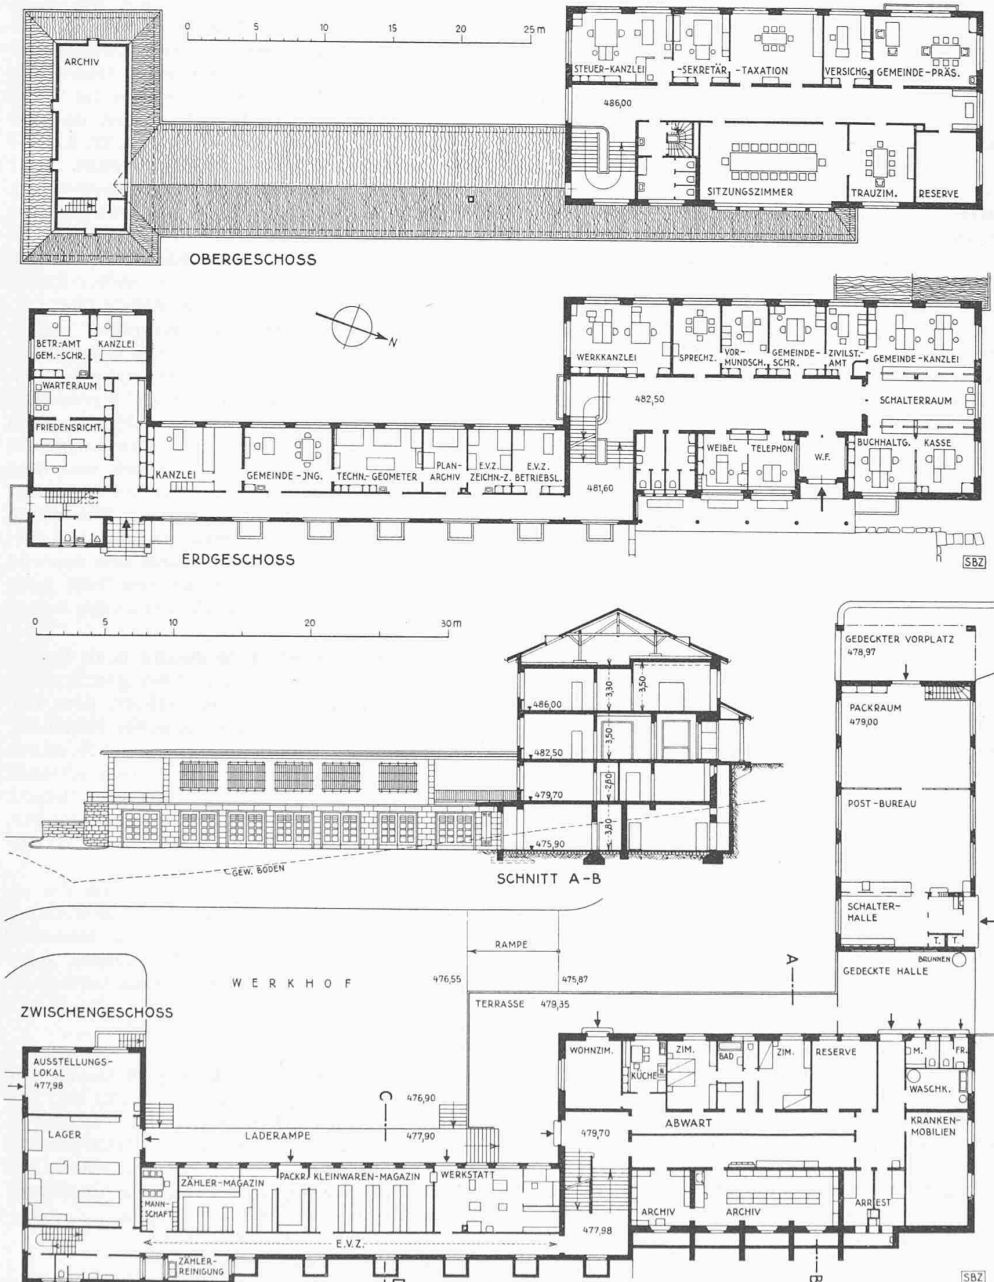 0 5 10 15 20 25 m
ARCHIV
STEUER-KANZLEI
-SEKRETÄR
-TAXATION
VERSICHG.
GEMEINDE-PRÄS.
486,00
SITZUNGSZIMMER
TRAUZIM.
RESERVE
OBERGESCHOSS
BETR:AMT
GEM.-SCHR.
KANZLEI
WARTERAUM
FRIEDENSRICHT.
KANZLEI
GEMEINDE-JNG.
TECHN.-GEOMETER
PLAN-
ARCHIV
E.V.Z.
ZEICHN-Z.
E.V.Z.
BETRIEBSL.
N
WERKKANZLEI
SPRECHZ.
VOR-
MUNDSCH.
GEMEINDE-
SCHR.
ZIVILST.-
AMT
GEMEINDE-KANZLEI
482,50
SCHALTERRAUM
WEIBEL
TELEPHON
W.F.
BUCHHALTG.
KASSE
481,60
ERDGESCHOSS
SBZ
0 5 10 15 20 30 m
486,00
3,30
3,50
482,50
3,50
479,70
2,80
475,90
3,80
GEW. BODEN
SCHNITT A-B
GEDECKTER VORPLATZ
478,97
PACKRAUM
479,00
POST-BUREAU
SCHALTER-
HALLE
T. T.
BRUNNEN
GEDECKTE HALLE
RAMPE
WERKHOF
476,55
475,87
TERRASSE 479,35
A
ZWISCHENGESCHOSS
AUSSTELLUNGS-
LOKAL
477,98
LAGER
C
476,90
LADERAMPE
477,90
MANN-
SCHAFT
ZÄHLER-MAGAZIN
PACKR.
KLEINWAREN-MAGAZIN
WERKSTATT
E.V.Z.
ZÄHLER-
REINIGUNG
WOHNZIM.
KÜCHE
ZIM.
BAD
ZIM.
RESERVE
M.
FR.
WASCHK.
479,70
ABWART
KRANKEN-
MOBILIEN
ARCHIV
ARCHIV
ARREST
477,98
SBZ